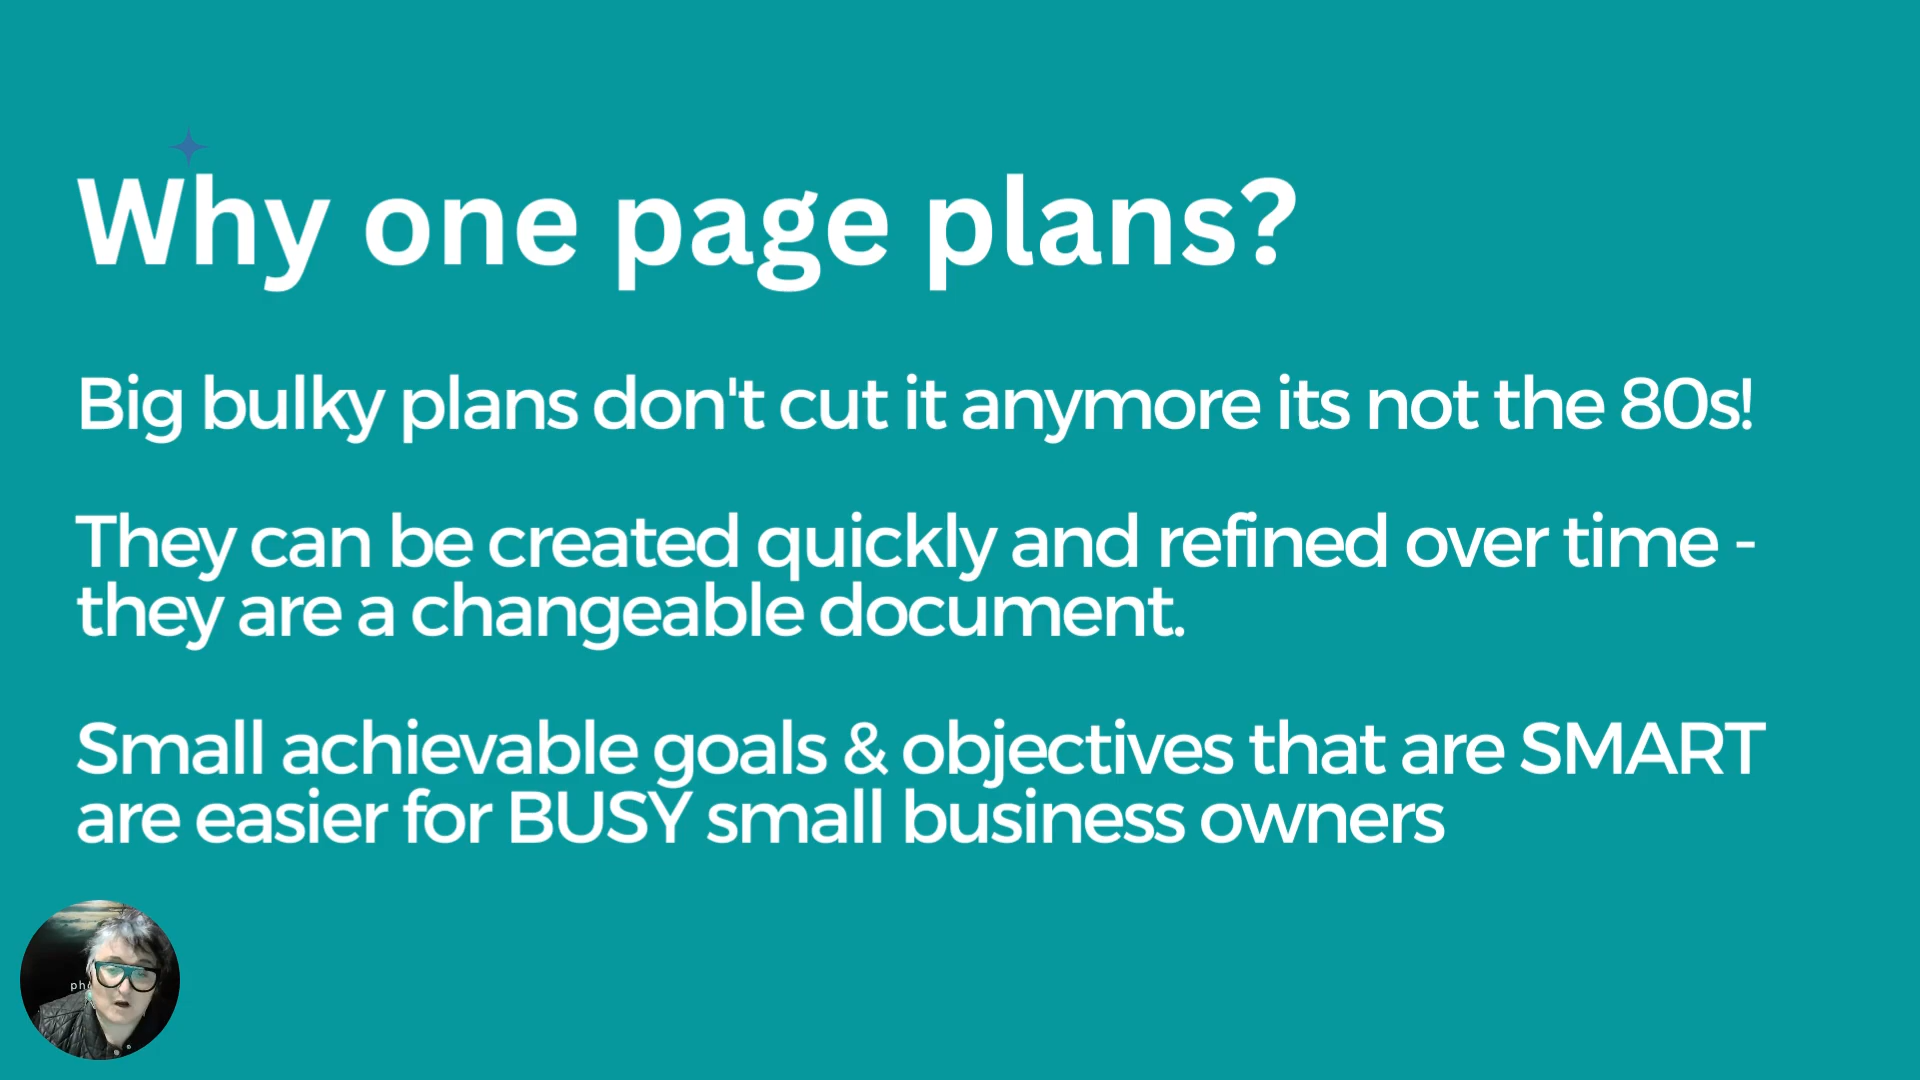 Why one page plans?
Big bulky plans don't cut it anymore its not the 80s!
They can be created quickly and refined over time -
they are a changeable document.
Small achievable goals & objectives that are SMART
are easier for BUSY small business owners